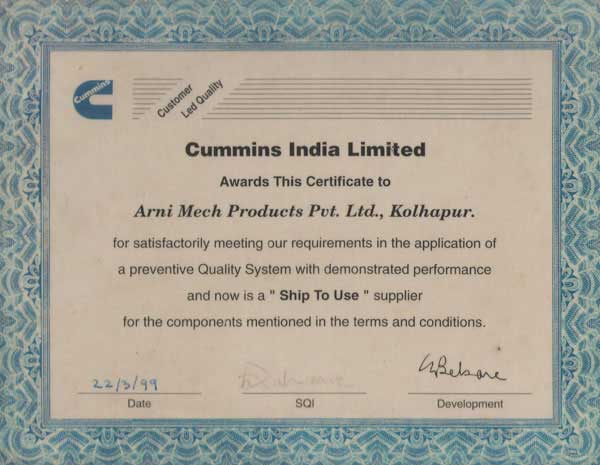 Cummins
Customer
Led Quality
Cummins India Limited
Awards This Certificate to
Arni Mech Products Pvt. Ltd., Kolhapur.
for satisfactorily meeting our requirements in the application of
a preventive Quality System with demonstrated performance
and now is a " Ship To Use " supplier
for the components mentioned in the terms and conditions.
22/3/99
Date
SQI
Development